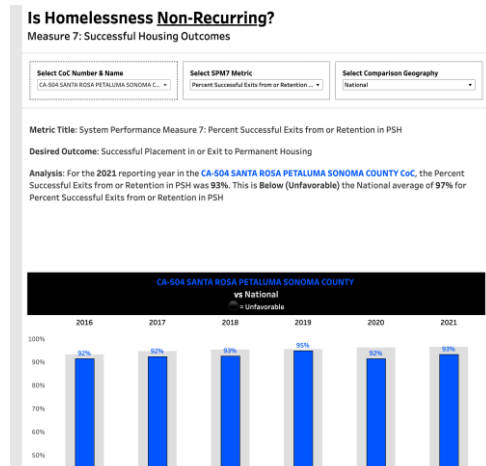 Is Homelessness Non-Recurring?
Measure 7: Successful Housing Outcomes
Select CoC Number & Name Select SPM7 Metric Select Comparison Geography
CA-504 SANTA ROSA PETALUMA SONOMA C... Percent Successful Exits from or Retention ... National
Metric Title: System Performance Measure 7: Percent Successful Exits from or Retention in PSH
Desired Outcome: Successful Placement in or Exit to Permanent Housing
Analysis: For the 2021 reporting year in the CA-504 SANTA ROSA PETALUMA SONOMA COUNTY CoC, the Percent
Successful Exits from or Retention in PSH was 93%. This is Below (Unfavorable) the National average of 97% for
Percent Successful Exits from or Retention in PSH
CA-504 SANTA ROSA PETALUMA SONOMA COUNTY
vs National
= Unfavorable
2016 2017 2018 2019 2020 2021
100%
92% 92% 93% 95% 92% 93%
90%
80%
70%
60%
50%